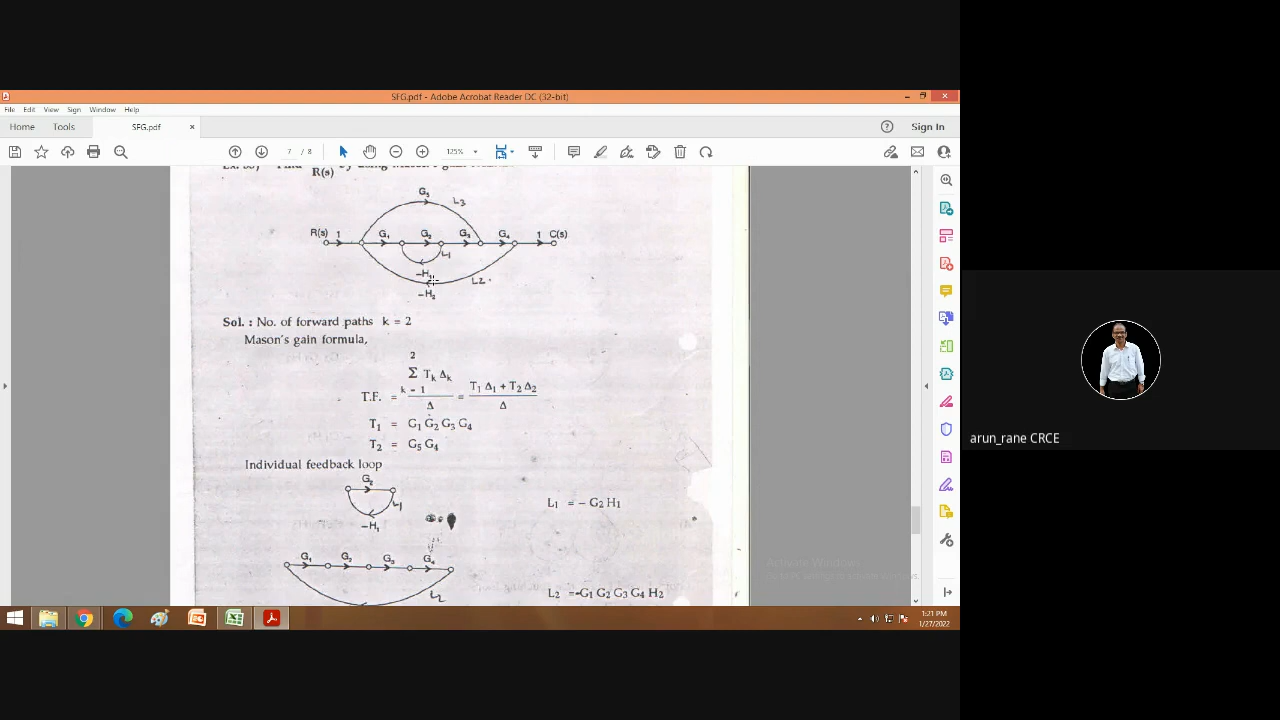 SFG.pdf - Adobe Acrobat Reader DC (32-bit)
File Edit View Sign Window Help
Home Tools SFG.pdf × ? Sign In
7 / 8 125%
R(s)
G5 L3
R(s) 1 G1 G2 G3 G4 1 C(s)
L1
-H1
L2
-H2
Sol. : No. of forward paths k = 2
Mason's gain formula,
2
Σ Tk Δk
k - 1
T.F. = = T1 Δ1 + T2 Δ2
Δ Δ
T1 = G1 G2 G3 G4
T2 = G5 G4
Individual feedback loop
G2
L1
L1 = - G2 H1
-H1
G1 G2 G3 G4
L2
L2 = -G1 G2 G3 G4 H2
Activate Windows
1:21 PM
1/27/2022
arun_rane CRCE